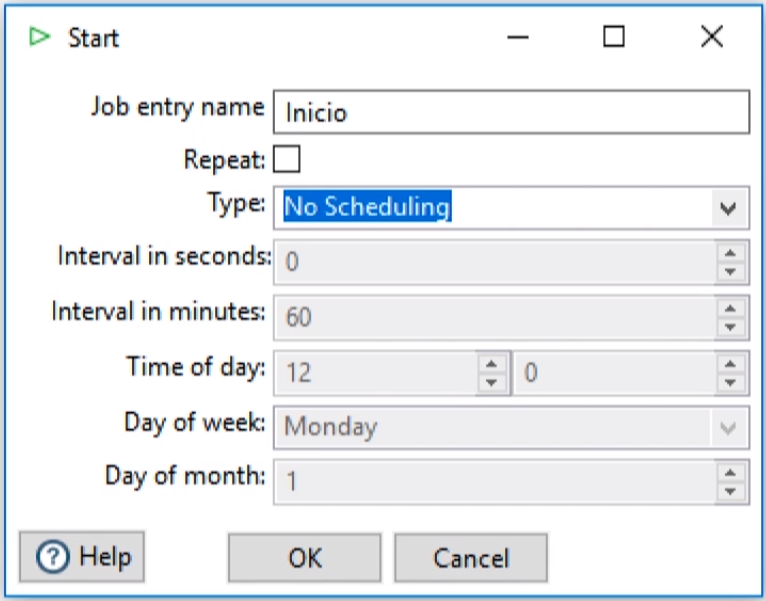 Start
Job entry name Inicio
Repeat:
Type: No Scheduling
Interval in seconds: 0
Interval in minutes: 60
Time of day: 12 0
Day of week: Monday
Day of month: 1
Help OK Cancel